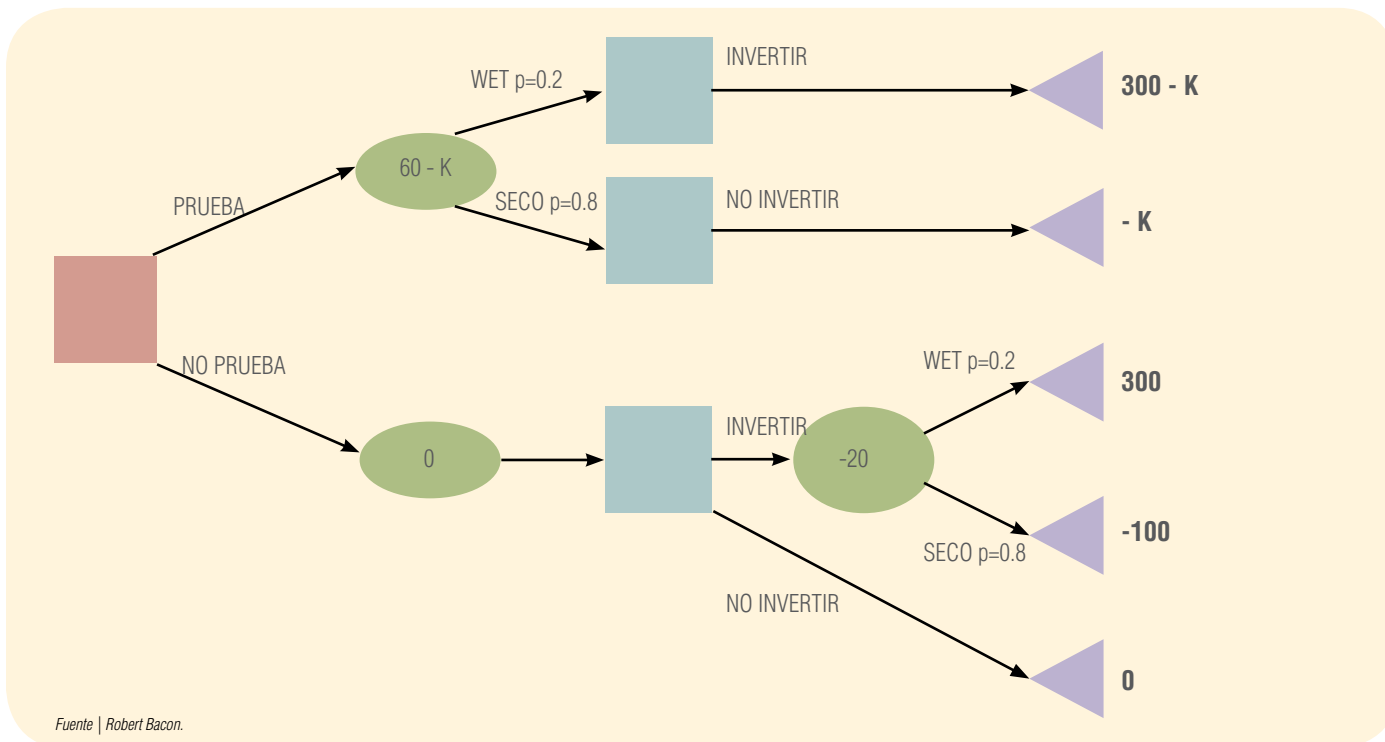 INVERTIR
300 - K
WET p=0.2
60 - K
PRUEBA
SECO p=0.8
NO INVERTIR
- K
NO PRUEBA
0
INVERTIR
-20
WET p=0.2
300
SECO p=0.8
-100
NO INVERTIR
0
Fuente | Robert Bacon.